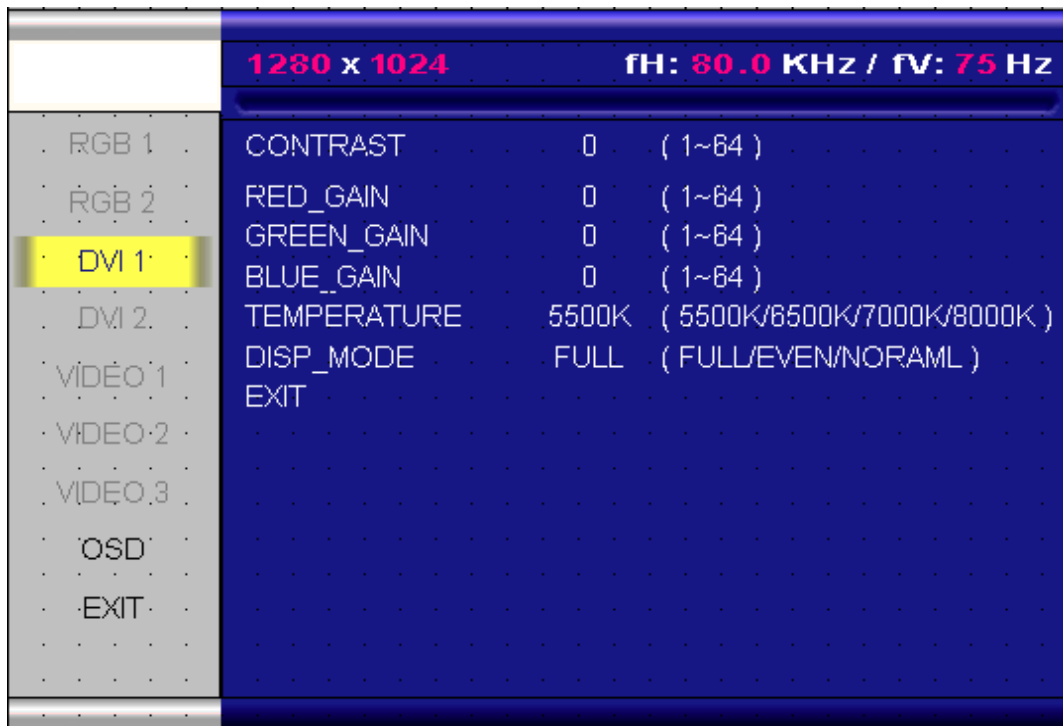 1280 x 1024 fH: 80.0 KHz / fV: 75 Hz
RGB 1
RGB 2
DVI 1
DVI 2
VIDEO 1
VIDEO 2
VIDEO 3
OSD
EXIT
CONTRAST 0 ( 1~64 )
RED_GAIN 0 ( 1~64 )
GREEN_GAIN 0 ( 1~64 )
BLUE_GAIN 0 ( 1~64 )
TEMPERATURE 5500K ( 5500K/6500K/7000K/8000K )
DISP_MODE FULL ( FULL/EVEN/NORAML )
EXIT